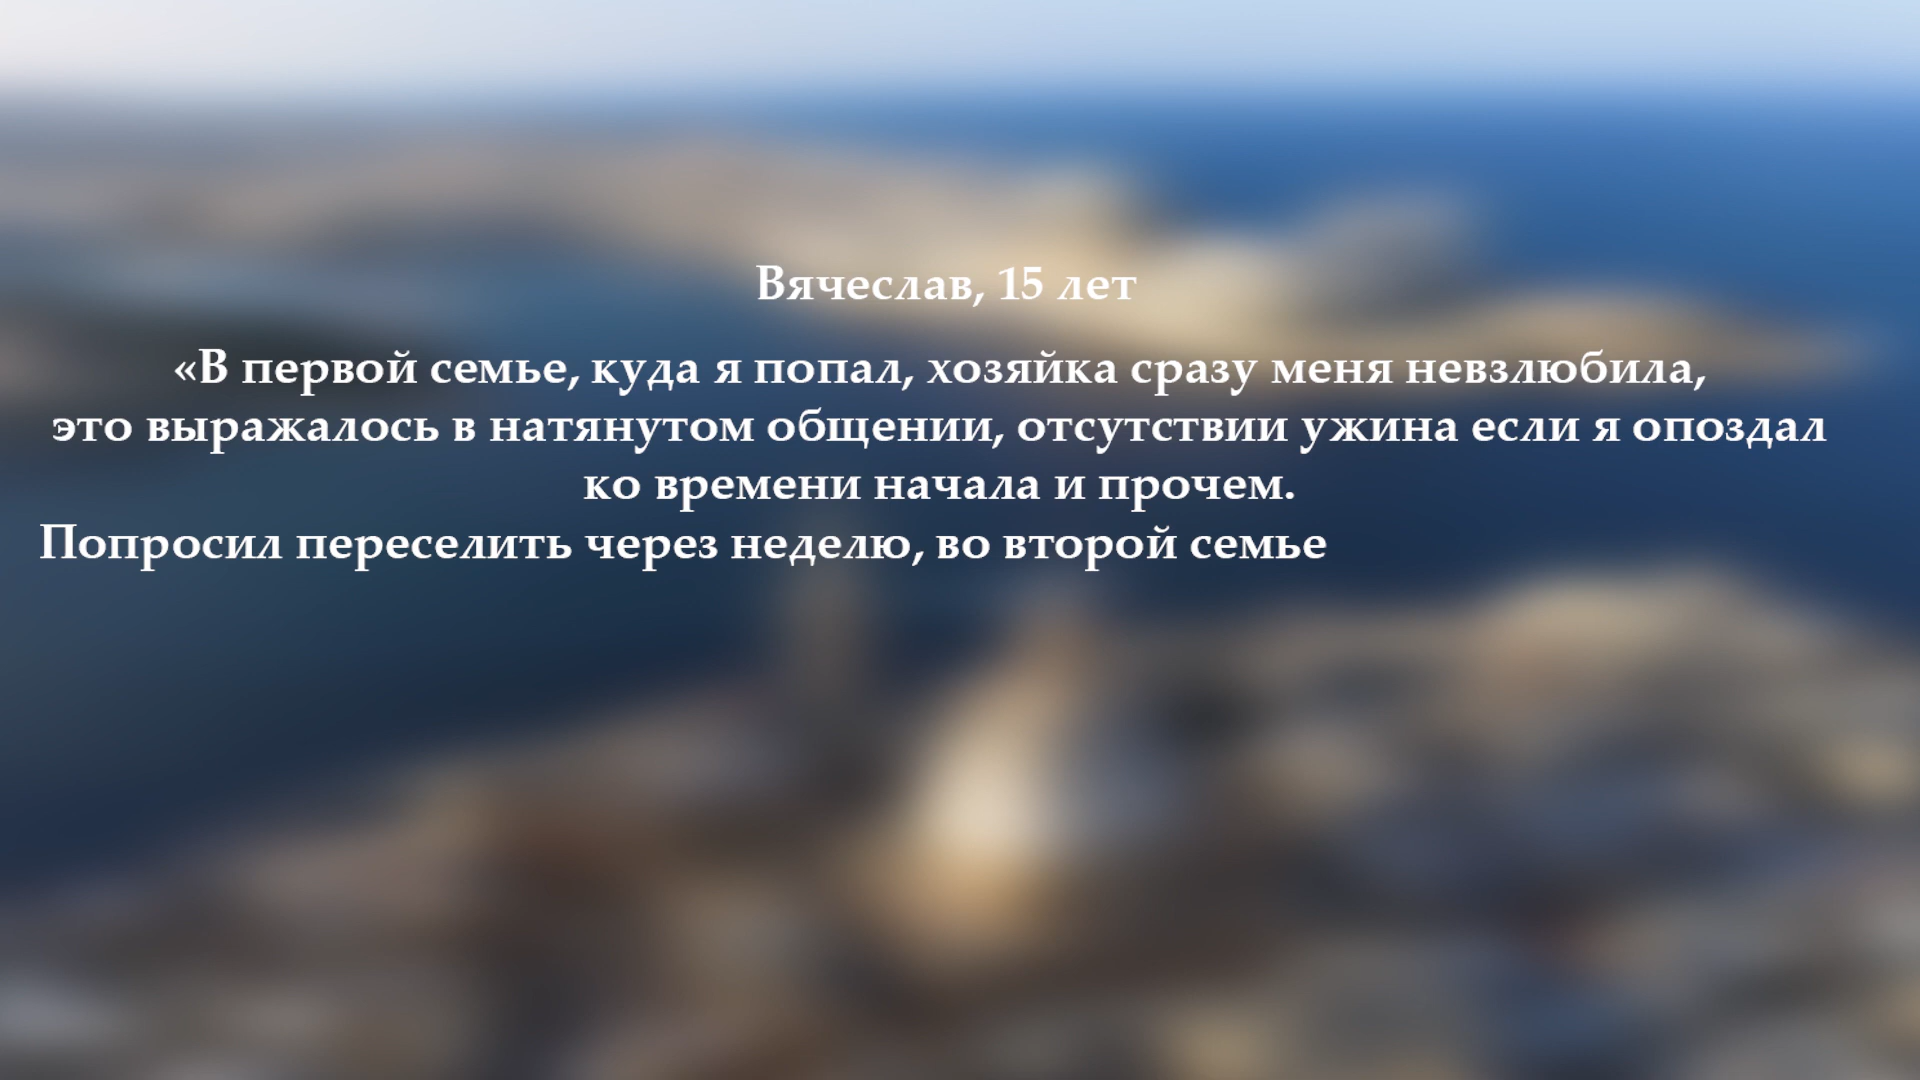 Вячеслав, 15 лет
«В первой семье, куда я попал, хозяйка сразу меня невзлюбила,
это выражалось в натянутом общении, отсутствии ужина если я опоздал
ко времени начала и прочем.
Попросил переселить через неделю, во второй семье